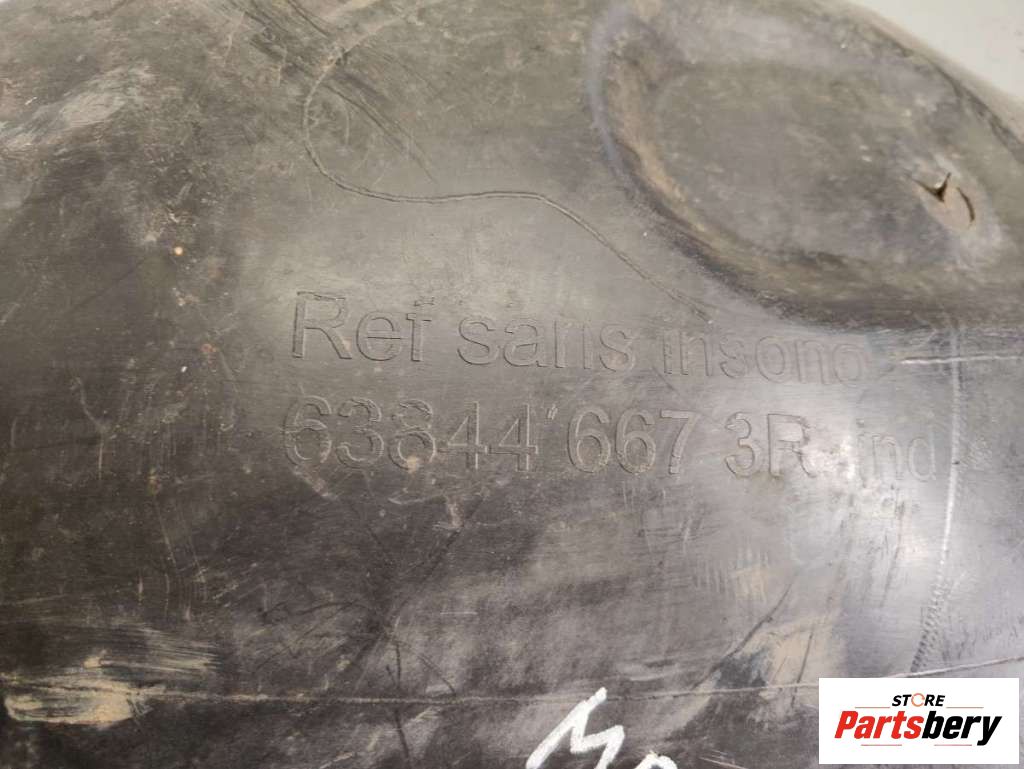 Ref sans insono
63844 667 3R Ind
STORE
Partsbery